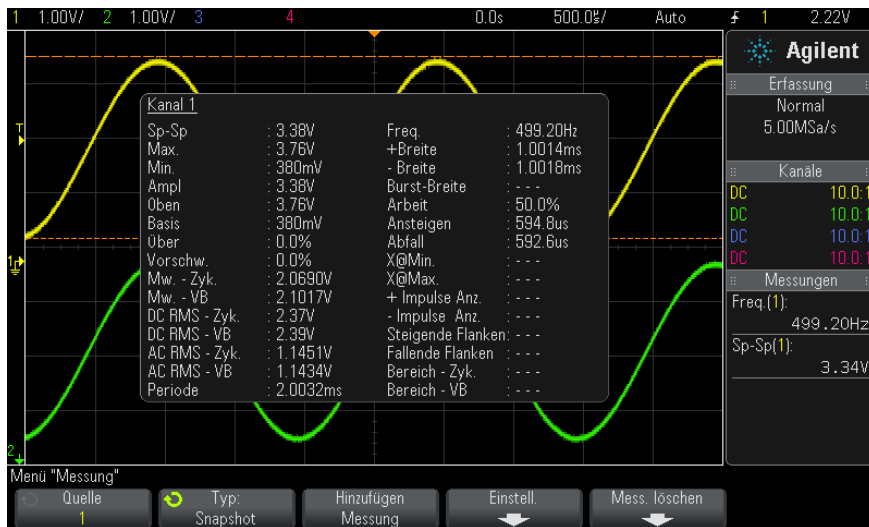 1 1.00V/ 2 1.00V/ 3 4 0.0s 500.0µ/ Auto 1 2.22V
Agilent
Erfassung
Normal
5.00MSa/s
Kanäle
DC 10.0:1
DC 10.0:1
DC 10.0:1
DC 10.0:1
Messungen
Freq.(1):
499.20Hz
Sp-Sp(1):
3.34V
T
1
2
Kanal 1
Sp-Sp : 3.38V Freq. : 499.20Hz
Max. : 3.76V +Breite : 1.0014ms
Min. : 380mV - Breite : 1.0018ms
Ampl : 3.38V Burst-Breite : - - -
Oben : 3.76V Arbeit : 50.0%
Basis : 380mV Ansteigen : 594.8us
Über : 0.0% Abfall : 592.6us
Vorschw. : 0.0% X@Min. : - - -
Mw. - Zyk. : 2.0690V X@Max. : - - -
Mw. - VB : 2.1017V + Impulse Anz. : - - -
DC RMS - Zyk. : 2.37V - Impulse Anz. : - - -
DC RMS - VB : 2.39V Steigende Flanken: - - -
AC RMS - Zyk. : 1.1451V Fallende Flanken : - - -
AC RMS - VB : 1.1434V Bereich - Zyk. : - - -
Periode : 2.0032ms Bereich - VB : - - -
Menü "Messung"
Quelle
1
Typ:
Snapshot
Hinzufügen
Messung
Einstell.
Mess. löschen